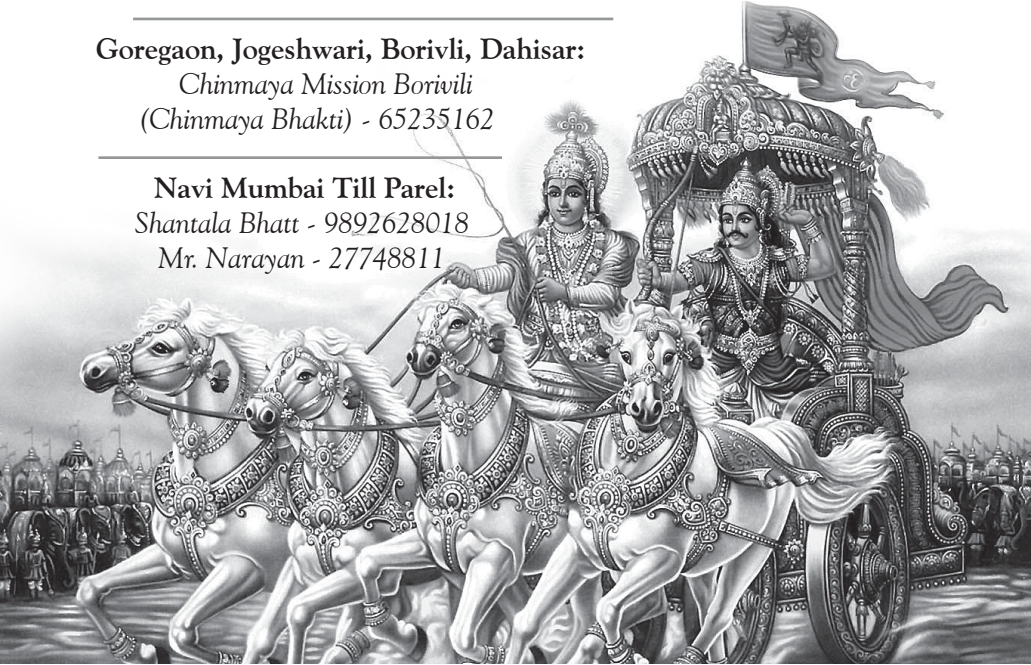 Goregaon, Jogeshwari, Borivli, Dahisar:
Chinmaya Mission Borivili
(Chinmaya Bhakti) - 65235162
Navi Mumbai Till Parel:
Shantala Bhatt - 9892628018
Mr. Narayan - 27748811
ॐ